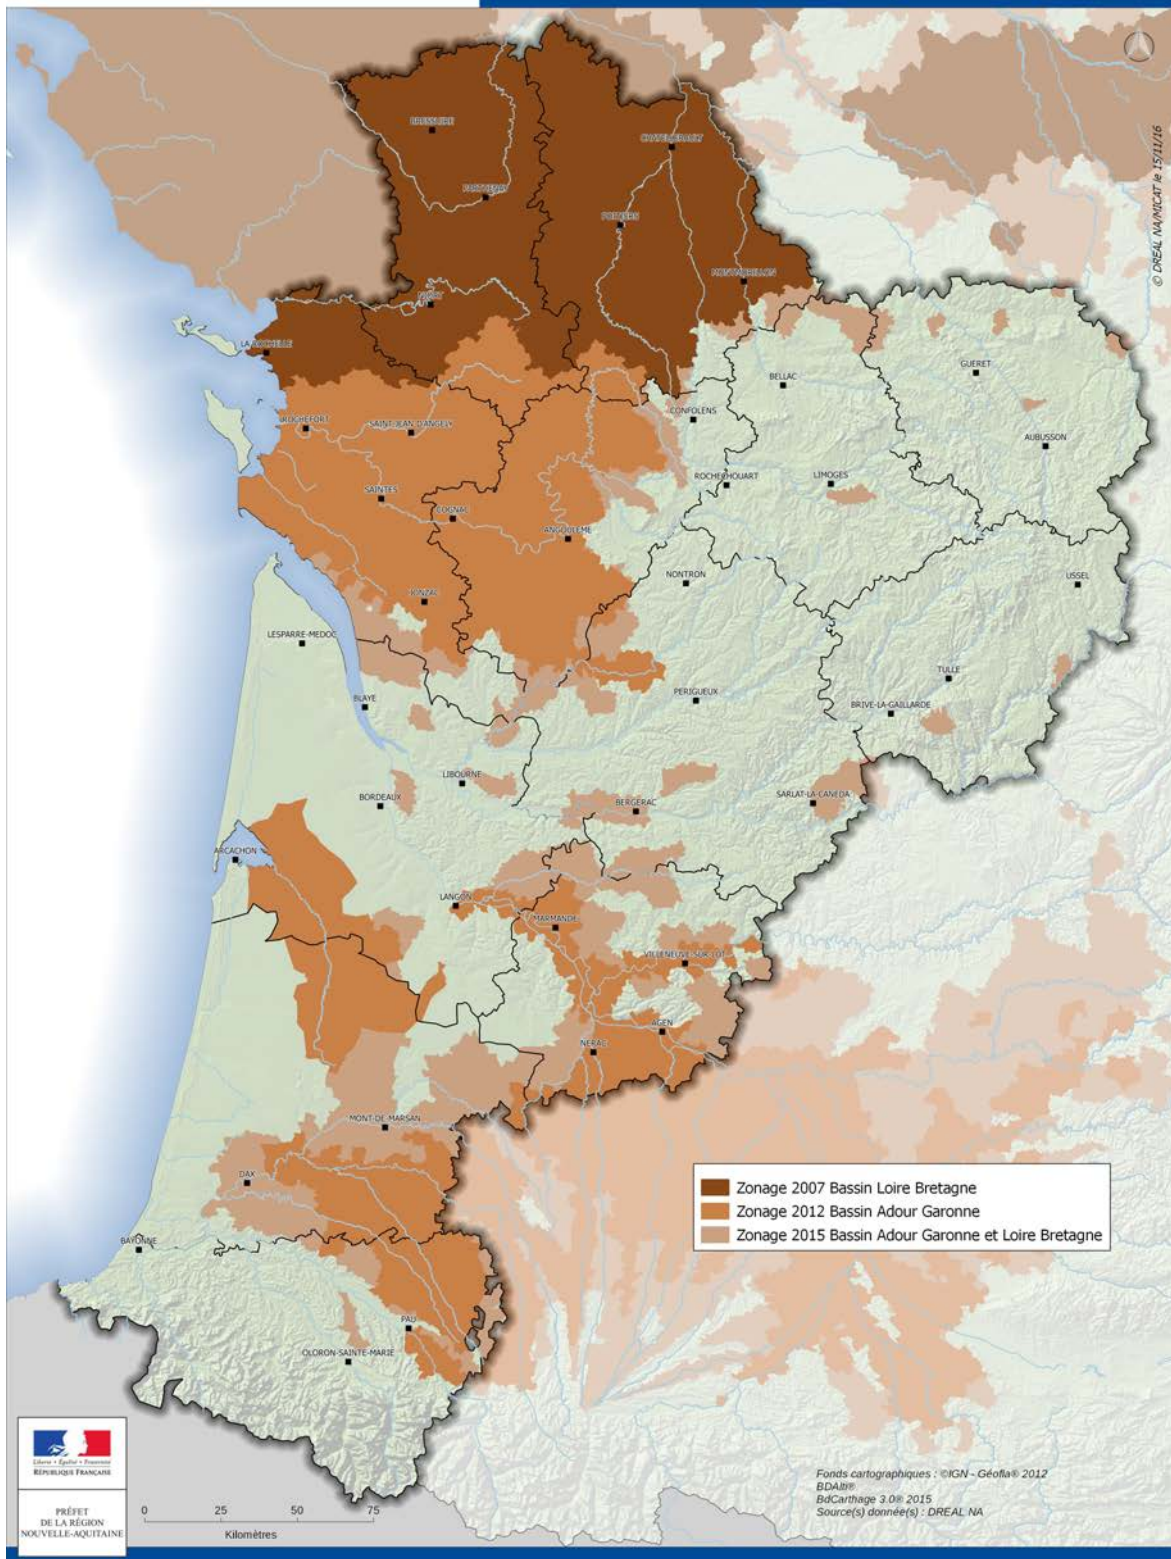 © DREAL NA/MICAT le 15/11/16
BRESSUIRE
CHATELLERAULT
PARTHENAY
POITIERS
MONTMORILLON
NIORT
LA ROCHELLE
GUERET
BELLAC
CONFOLENS
ROCHEFORT
SAINT-JEAN-D'ANGELY
AUBUSSON
ROCHECHOUART
LIMOGES
SAINTES
COGNAC
ANGOULEME
NONTRON
USSEL
JONZAC
LESPARRE-MEDOC
TULLE
PERIGUEUX
BLAYE
BRIVE-LA-GAILLARDE
LIBOURNE
BORDEAUX
BERGERAC
SARLAT-LA-CANEDA
ARCACHON
LANGON
MARMANDE
VILLENEUVE-SUR-LOT
AGEN
NERAC
MONT-DE-MARSAN
DAX
Zonage 2007 Bassin Loire Bretagne
Zonage 2012 Bassin Adour Garonne
Zonage 2015 Bassin Adour Garonne et Loire Bretagne
BAYONNE
PAU
OLORON-SAINTE-MARIE
Liberté • Égalité • Fraternité
RÉPUBLIQUE FRANÇAISE
PRÉFET
DE LA RÉGION
NOUVELLE-AQUITAINE
0 25 50 75
Kilomètres
Fonds cartographiques : ©IGN - Géofla® 2012
BDAlti®
BdCarthage 3.0® 2015
Source(s) donnée(s) : DREAL NA